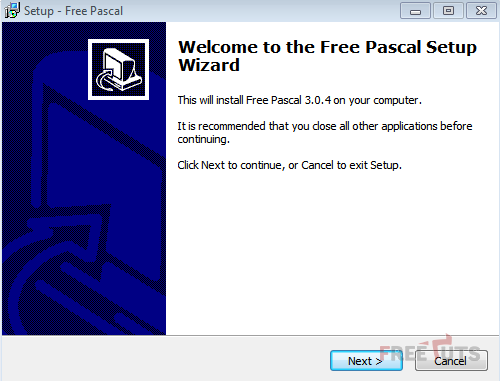 Setup - Free Pascal
Welcome to the Free Pascal Setup
Wizard
This will install Free Pascal 3.0.4 on your computer.
It is recommended that you close all other applications before
continuing.
Click Next to continue, or Cancel to exit Setup.
FREETUTS
Next >
Cancel